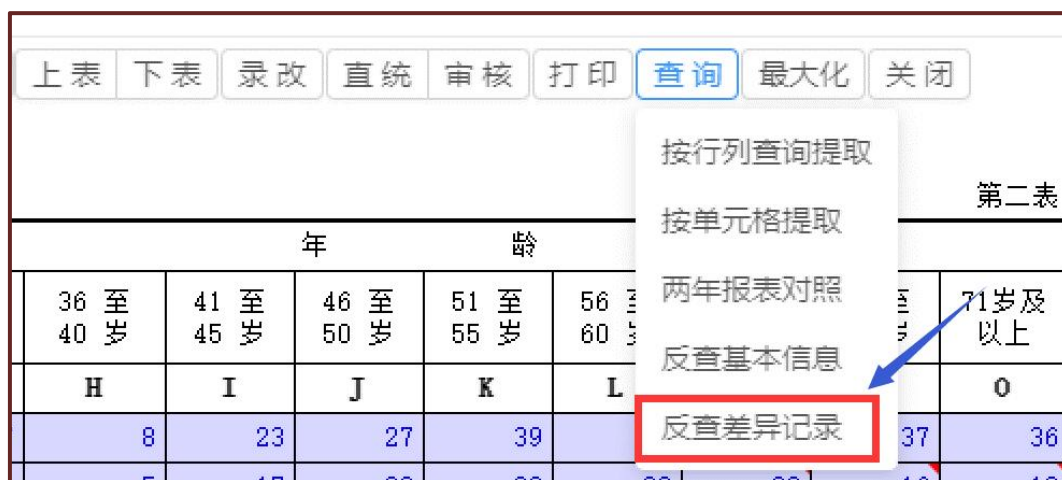 上表 下表 录改 直统 审核 打印 查询 最大化 关闭
按行列查询提取
按单元格提取
两年报表对照
反查基本信息
反查差异记录
第二表
年 龄
36 至 40 岁
41 至 45 岁
46 至 50 岁
51 至 55 岁
56 60
71岁及以上
H I J K L O
8 23 27 39 37 36